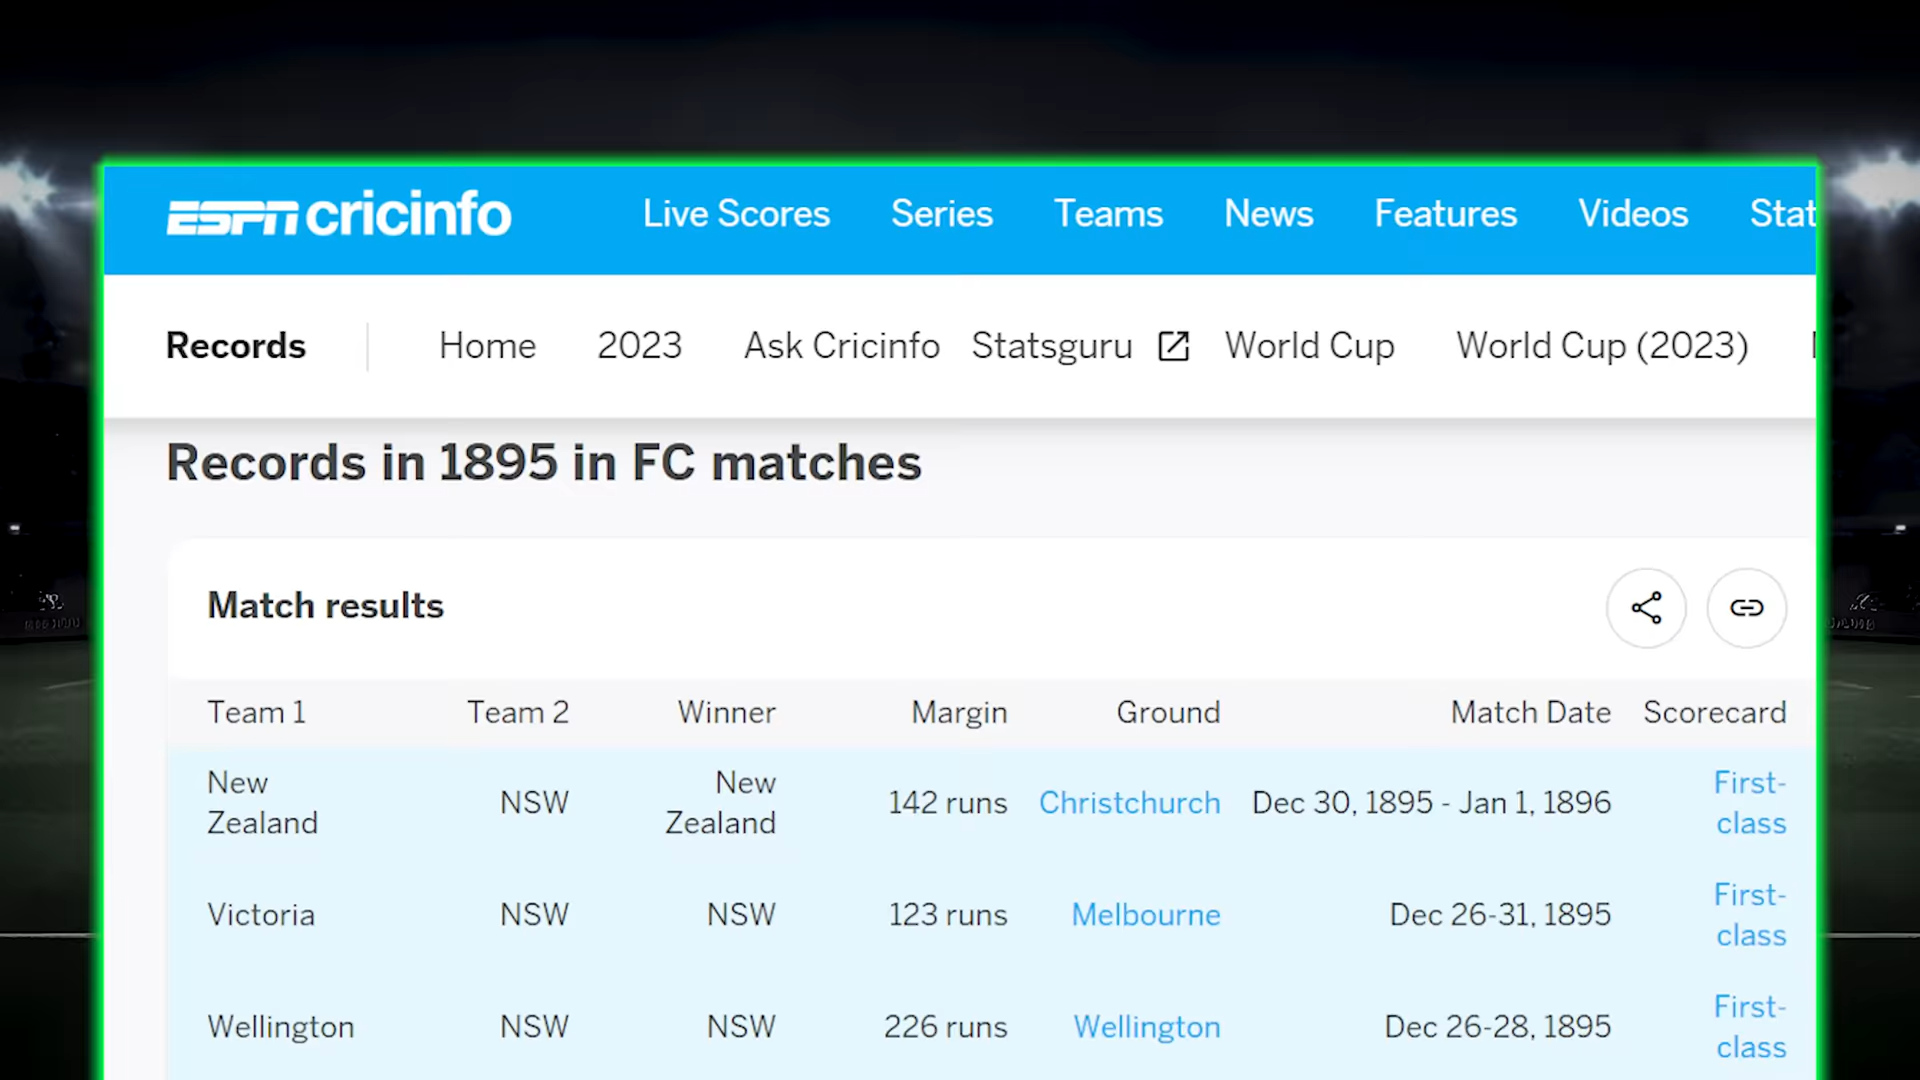 ESPN cricinfo Live Scores Series Teams News Features Videos Stat
Records Home 2023 Ask Cricinfo Statsguru World Cup World Cup (2023)
Records in 1895 in FC matches
Match results
Team 1 Team 2 Winner Margin Ground Match Date Scorecard
New Zealand NSW New Zealand 142 runs Christchurch Dec 30, 1895 - Jan 1, 1896 First-class
Victoria NSW NSW 123 runs Melbourne Dec 26-31, 1895 First-class
Wellington NSW NSW 226 runs Wellington Dec 26-28, 1895 First-class